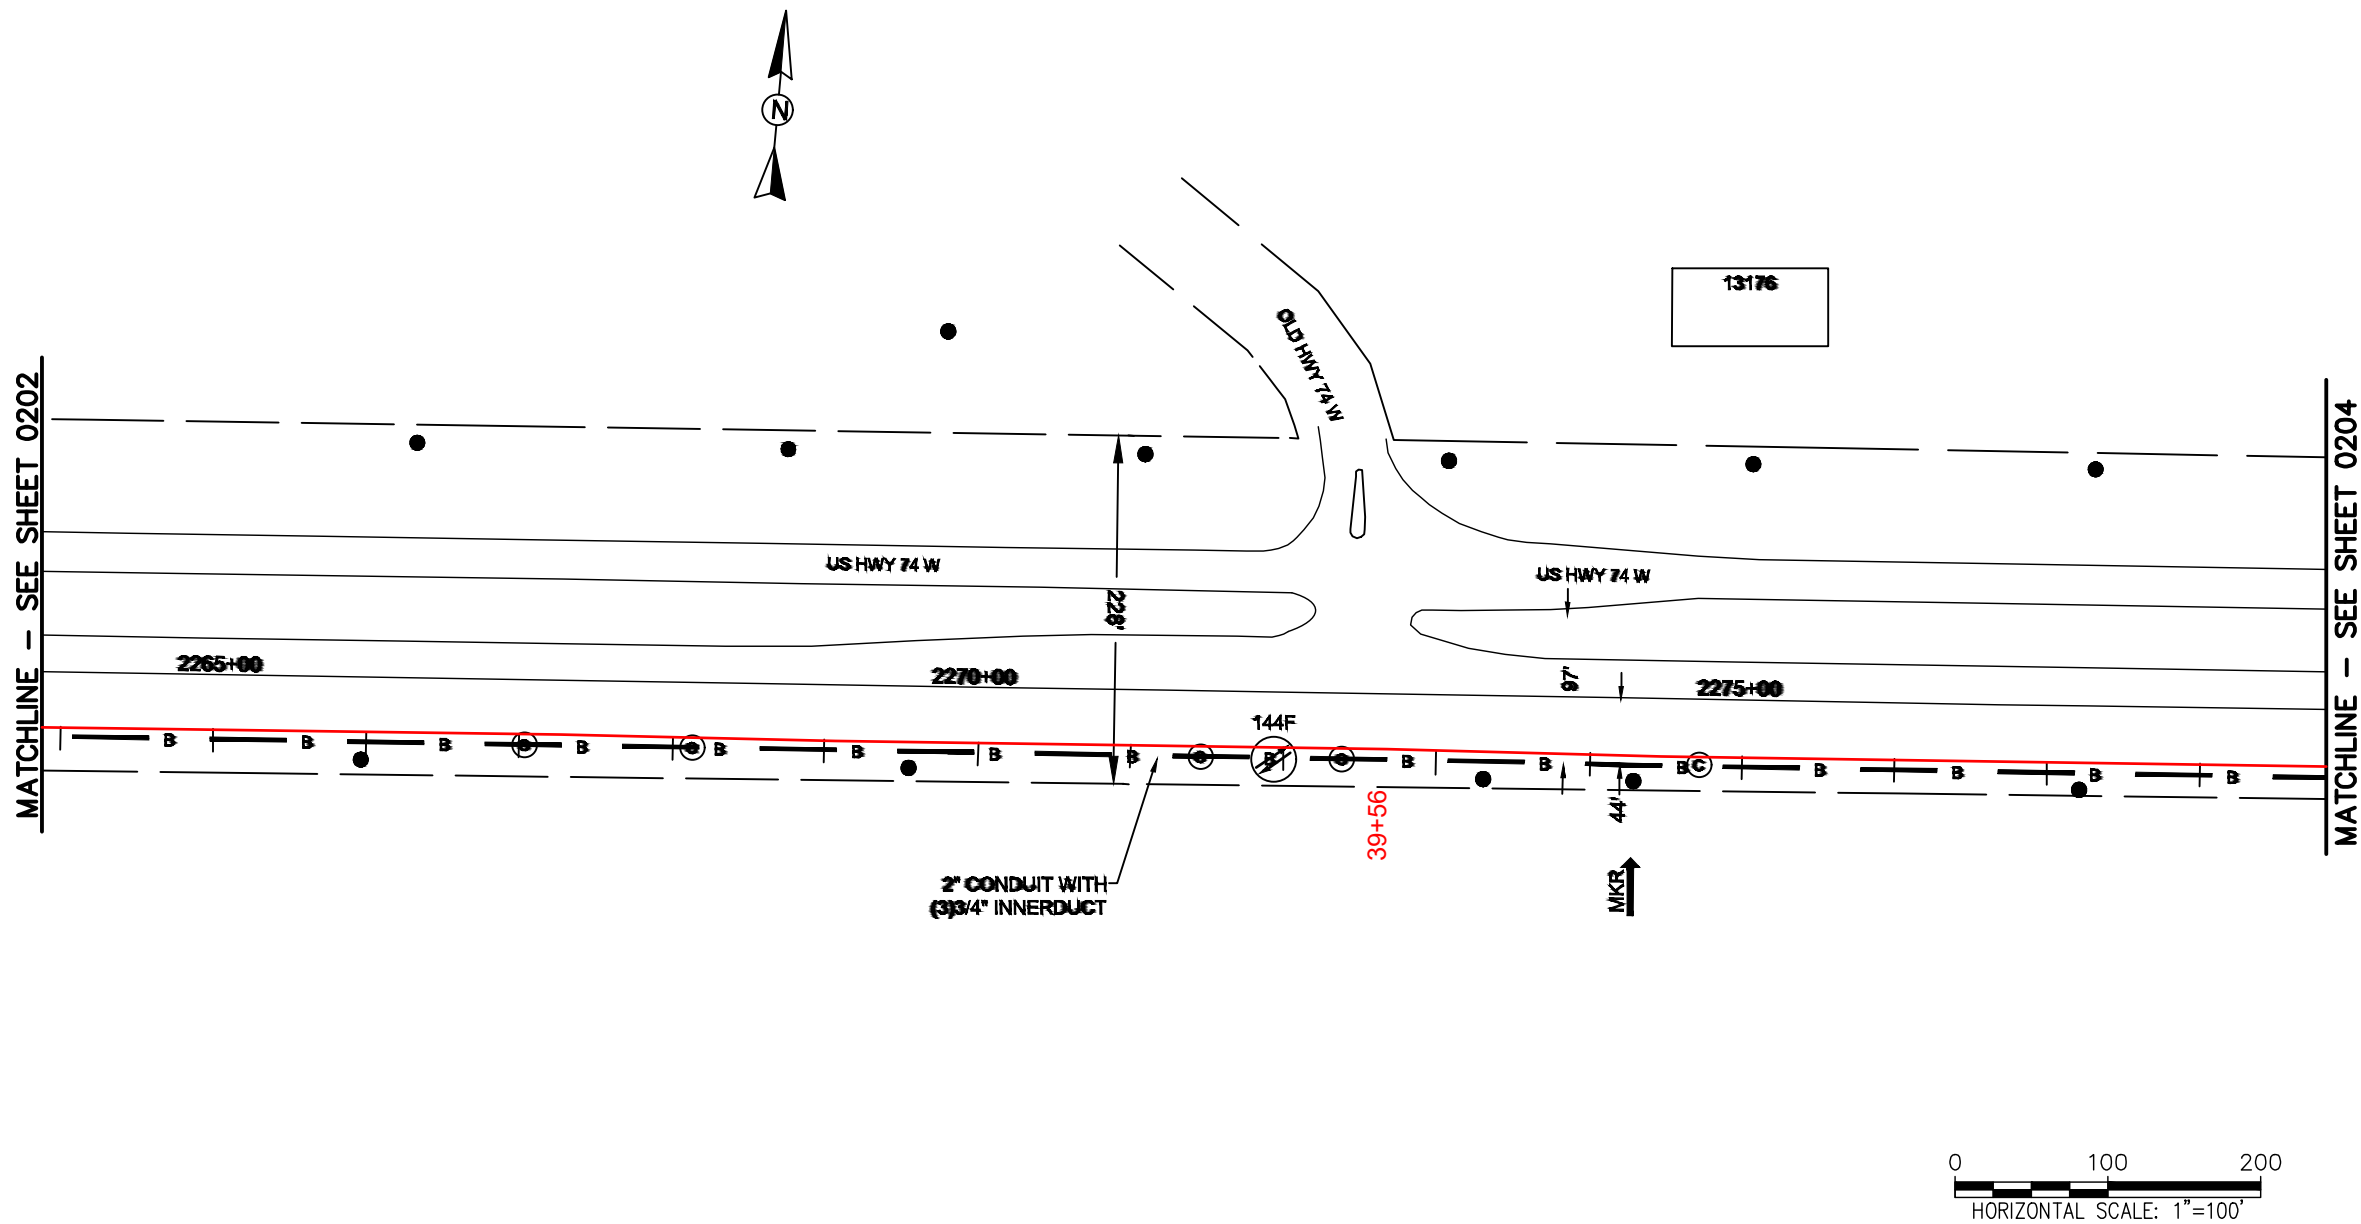 N
13176
OLD HWY 74 W
MATCHLINE - SEE SHEET 0202
MATCHLINE - SEE SHEET 0204
US HWY 74 W
US HWY 74 W
228'
2265+00
2270+00
97'
2275+00
144F
B B B B B B B B B B B B B B B B
C C C C C
39+56
44'
MKR
2" CONDUIT WITH
(3)3/4" INNERDUCT
0 100 200
HORIZONTAL SCALE: 1"=100'